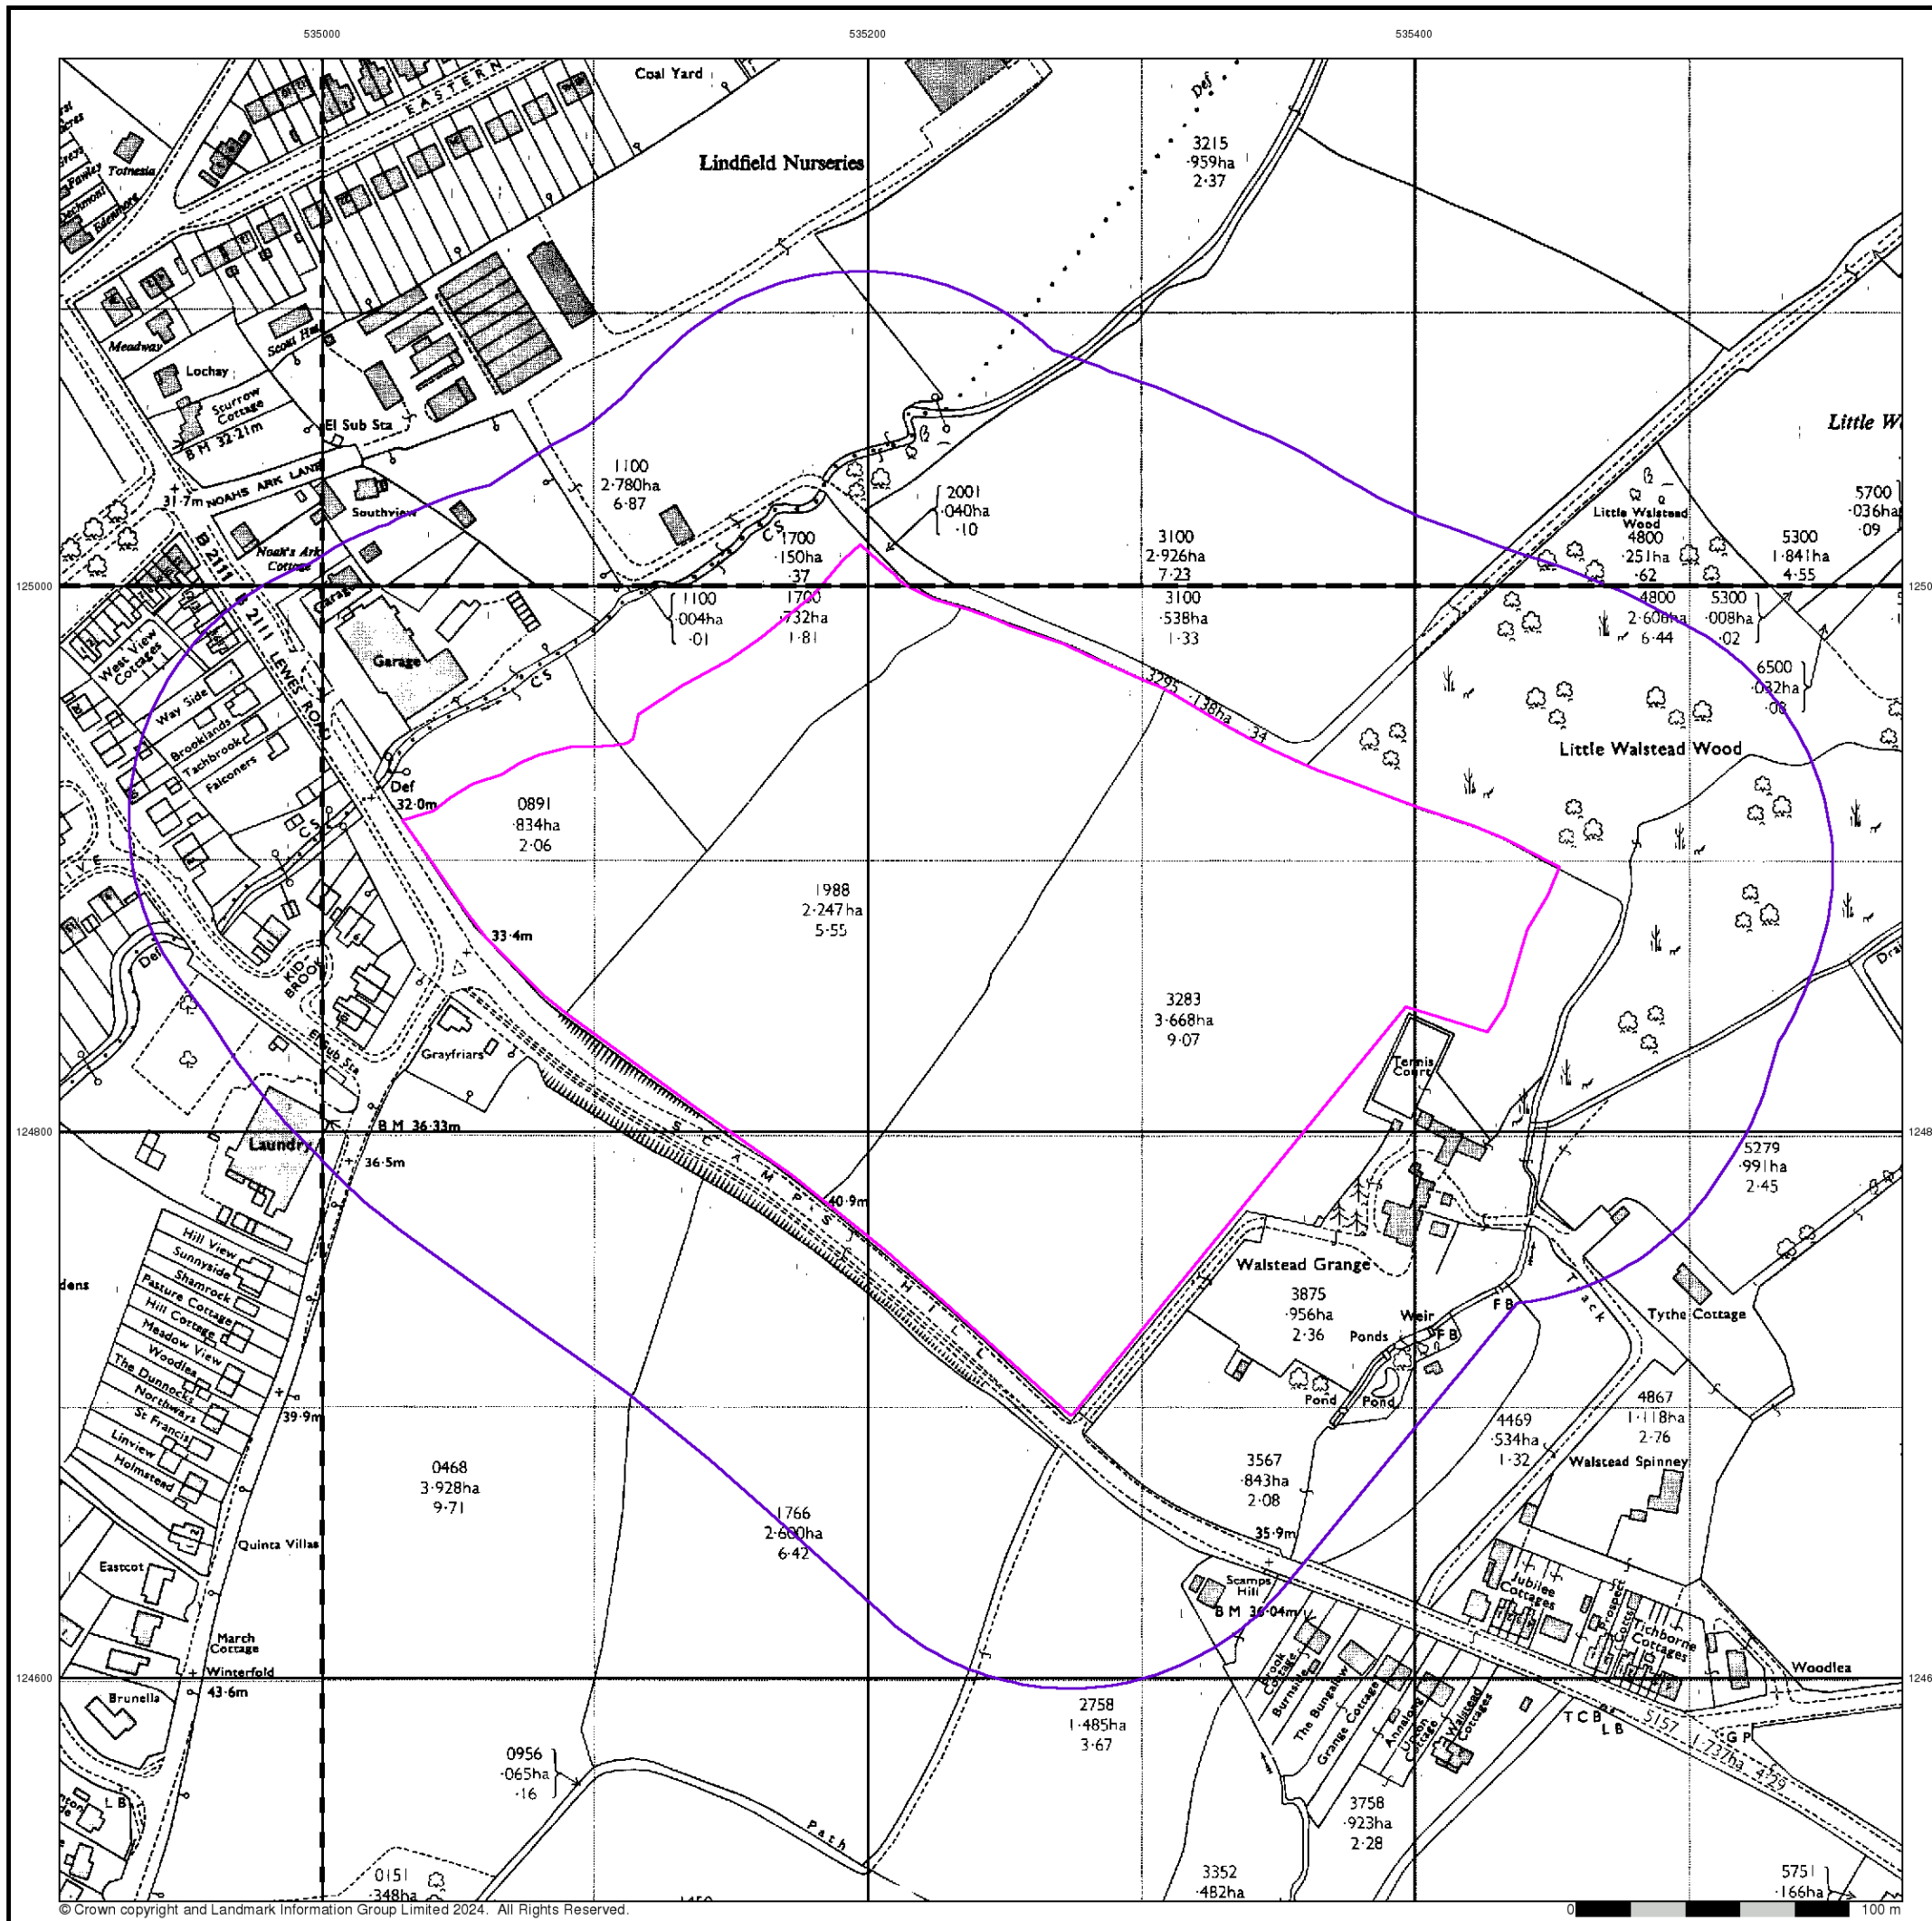 535000
535200
535400
Coal Yard
EASTERN
Def
Lindfield Nurseries
3215
·959ha
2·37
Totnesia
Fawley
Edenmore
Meadway
Scout Hall
Lochay
Sturrow
Cottage
B M 32·21m
El Sub Sta
31·7m
NOAHS ARK LANE
Southview
Noah's Ark
Cottage
1100
2·780ha
6·87
2001
·040ha
·10
C S
1700
·150ha
·37
3100
2·926ha
7·23
Little Walstead
Wood
4800
·251ha
·62
5300
1·841ha
4·55
5700
·036ha
·09
125000
1100
·004ha
·01
1700
·732ha
1·81
3100
·538ha
1·33
4800
2·606ha
6·44
5300
·008ha
·02
6500
·032ha
·08
B 2111
B 2111 LEWES ROAD
Garage
Garage
West View
Cottages
Way Side
Brooklands
Tachbrook
Falconers
C S
3295
·138ha
·34
Little Walstead Wood
Def
32·0m
0891
·834ha
2·06
C S
1988
2·247ha
5·55
33·4m
KID-
BROOK
Def
El Sub Sta
Grayfriars
3283
3·668ha
9·07
Tennis
Court
124800
B M 36·33m
Laundry
36·5m
SCAMPS HILL
40·9m
5279
·991ha
2·45
Hill View
Sunnyside
Shamrock
Pasture Cottage
Hill Cottage
Meadow View
Woodlea
The Dunnocks
Northways
St Francis
Linview
Holmstead
39·9m
Walstead Grange
3875
·956ha
2·36
Weir
F B
F B
Ponds
Pond
Pond
Track
Tythe Cottage
4867
1·118ha
2·76
4469
·534ha
1·32
Walstead Spinney
0468
3·928ha
9·71
1766
2·600ha
6·42
3567
·843ha
2·08
35·9m
Quinta Villas
Eastcot
March
Cottage
Winterfold
43·6m
Brunella
Scamps
Hill
B M 36·04m
Jubilee
Cottages
Prospect
Cotts
Tichborne
Cottages
Woodlea
Brook
Cottage
Burnside
The Bungalow
Grange Cottage
Annalong
Union
Cottage
Walstead
Cottages
124600
T C B
L B
5157
1·737ha
4·29
G P
2758
1·485ha
3·67
0956
·065ha
·16
L B
Path
3758
·923ha
2·28
0151
·348ha
3352
·482ha
5751
·166ha
© Crown copyright and Landmark Information Group Limited 2024. All Rights Reserved.
0
100 m